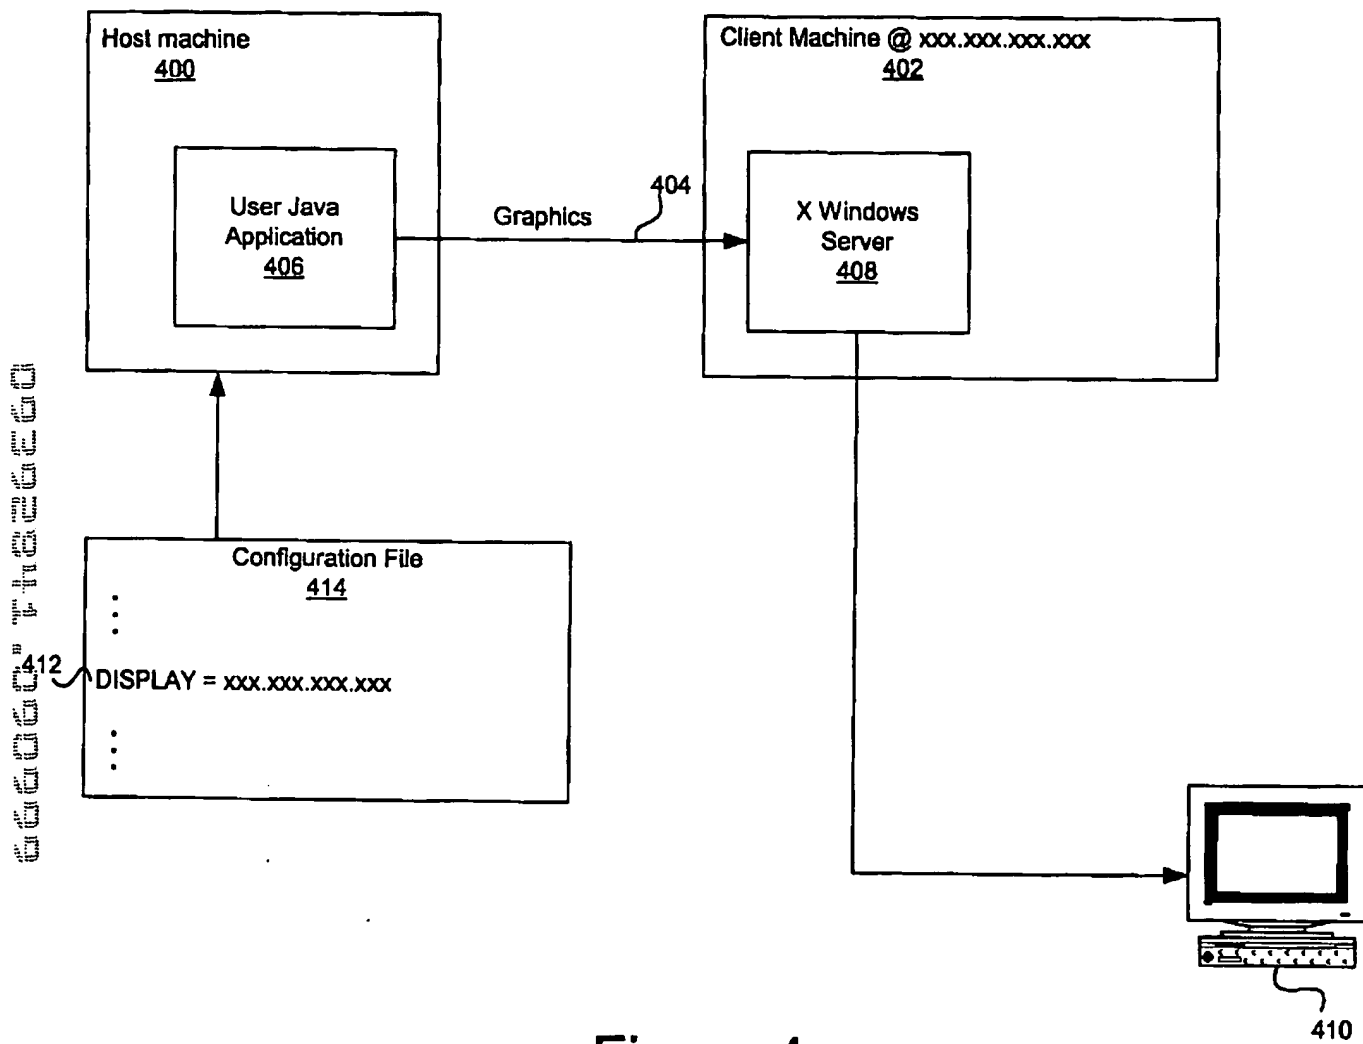 Host machine
400
User Java
Application
406
Graphics
404
Client Machine @ xxx.xxx.xxx.xxx
402
X Windows
Server
408
Configuration File
414
412
DISPLAY = xxx.xxx.xxx.xxx
410